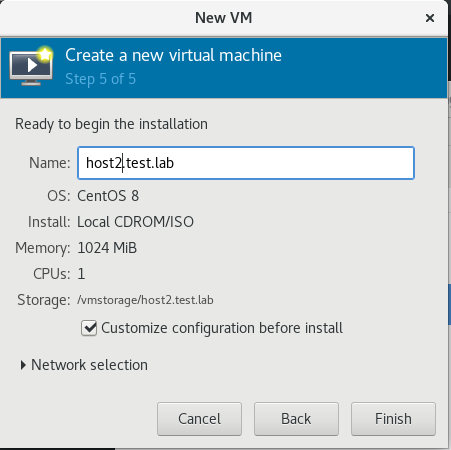 New VM
Create a new virtual machine
Step 5 of 5
Ready to begin the installation
Name: host2.test.lab
OS: CentOS 8
Install: Local CDROM/ISO
Memory: 1024 MiB
CPUs: 1
Storage: /vmstorage/host2.test.lab
Customize configuration before install
Network selection
Cancel Back Finish